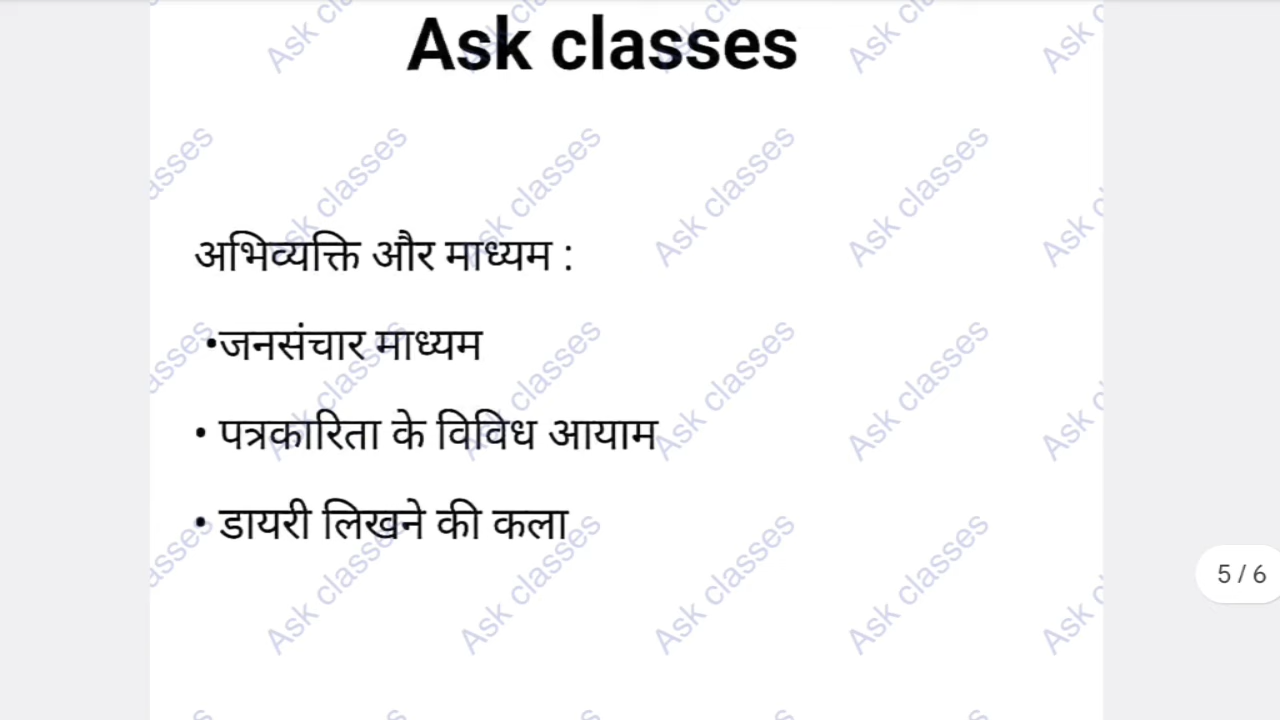 Ask classes
अभिव्यक्ति और माध्यम :
•जनसंचार माध्यम
• पत्रकारिता के विविध आयाम
• डायरी लिखने की कला
5 / 6